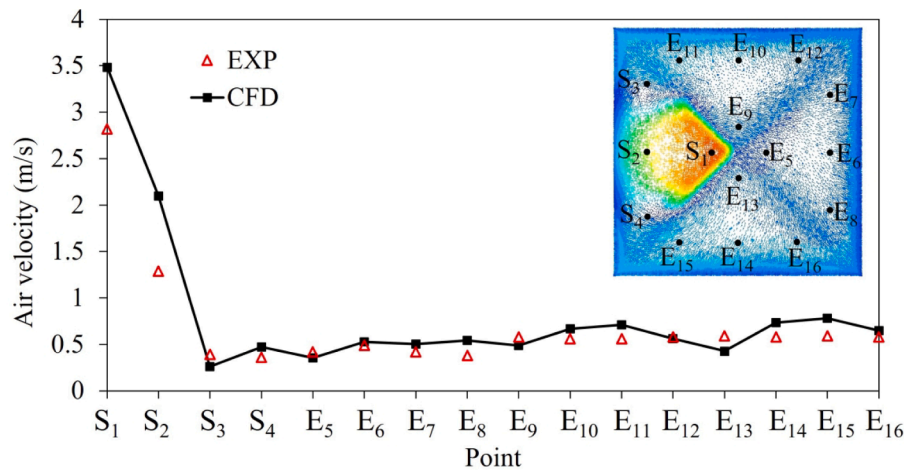 4
3.5
3
2.5
2
1.5
1
0.5
0
Air velocity (m/s)
EXP
CFD
E₁₁ E₁₀ E₁₂
S₃ E₇
E₉
S₂ S₁ E₅ E₆
E₁₃
S₄ E₈
E₁₅ E₁₄ E₁₆
S₁ S₂ S₃ S₄ E₅ E₆ E₇ E₈ E₉ E₁₀ E₁₁ E₁₂ E₁₃ E₁₄ E₁₅ E₁₆
Point